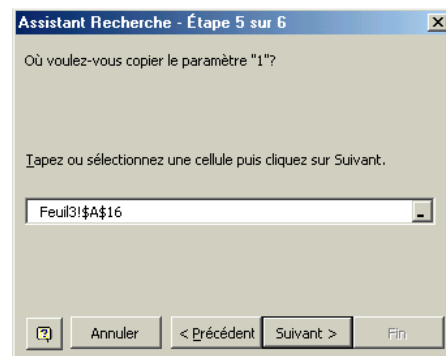 Assistant Recherche - Étape 5 sur 6
Où voulez-vous copier le paramètre "1"?
Tapez ou sélectionnez une cellule puis cliquez sur Suivant.
Feuil3!$A$16
Annuler
< Précédent
Suivant >
Fin